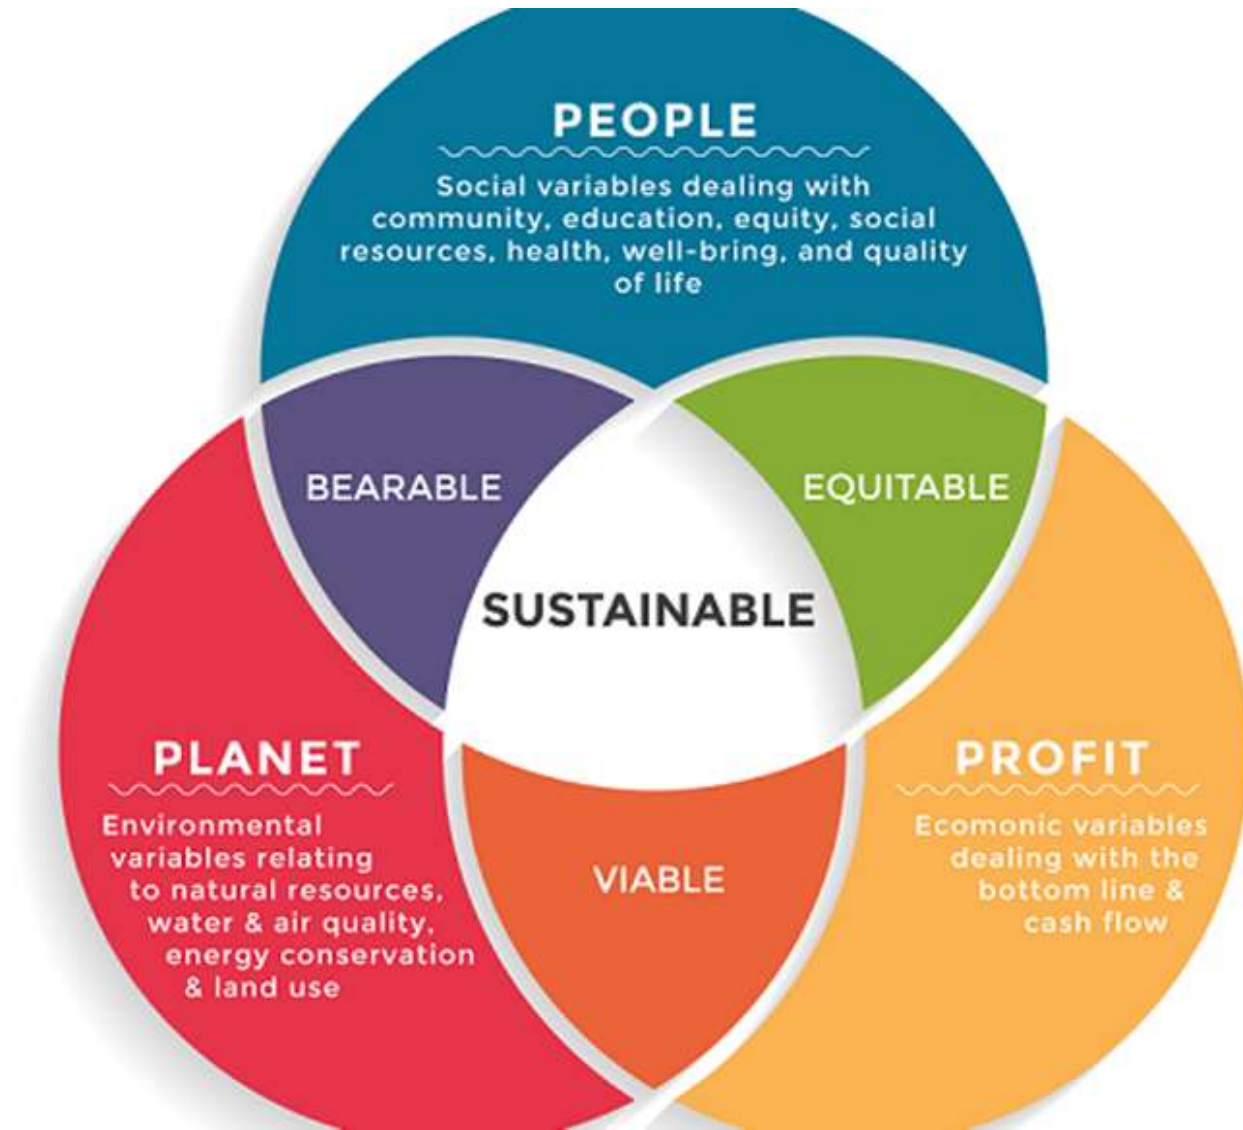 PEOPLE
Social variables dealing with
community, education, equity, social
resources, health, well-bring, and quality
of life
BEARABLE
EQUITABLE
SUSTAINABLE
PLANET
Environmental
variables relating
to natural resources,
water & air quality,
energy conservation
& land use
VIABLE
PROFIT
Ecomonic variables
dealing with the
bottom line &
cash flow